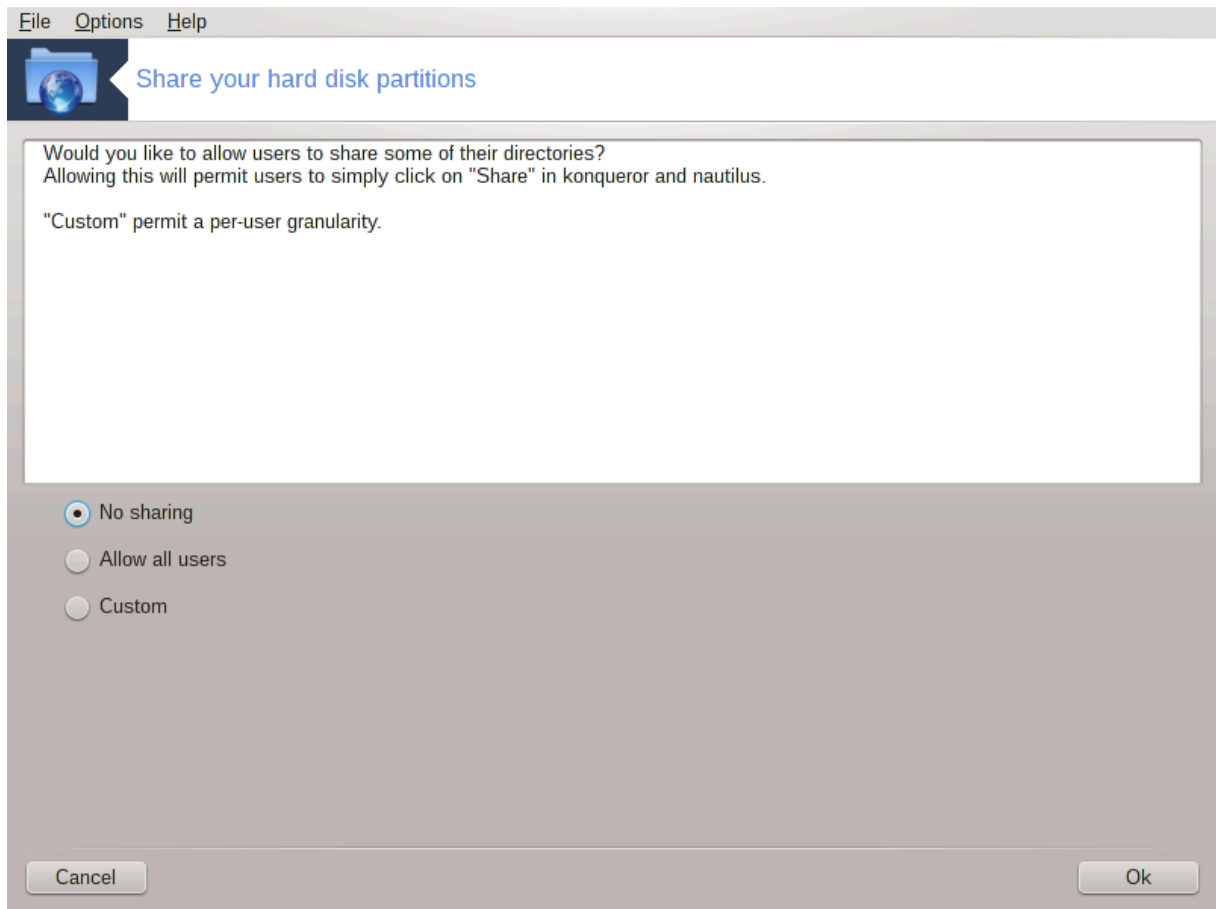 File Options Help
Share your hard disk partitions
Would you like to allow users to share some of their directories?
Allowing this will permit users to simply click on "Share" in konqueror and nautilus.
"Custom" permit a per-user granularity.
No sharing
Allow all users
Custom
Cancel Ok